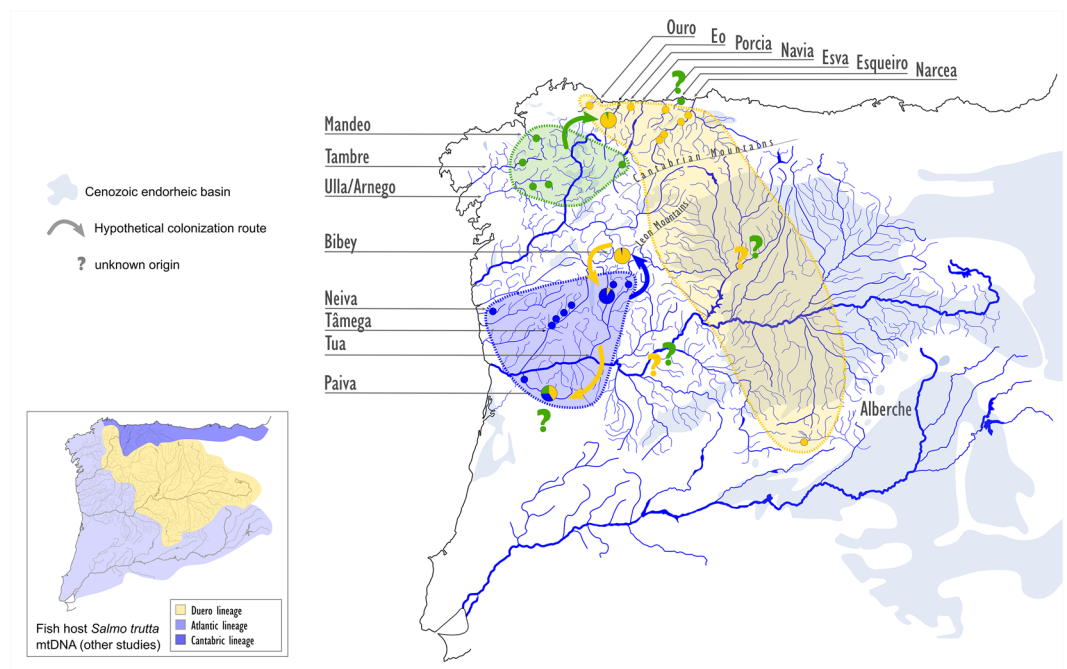 Ouro
Eo
Porcia
Navia
Esva
Esqueiro
Narcea
?
Mandeo
Tambre
Ulla/Arnego
Cantabrian Mountaons
Leon Mountains
Cenozoic endorheic basin
Hypothetical colonization route
? unknown origin
Bibey
? ?
Neiva
Tâmega
Tua
? ?
Paiva
?
Alberche
Fish host Salmo trutta
mtDNA (other studies)
Duero lineage
Atlantic lineage
Cantabric lineage